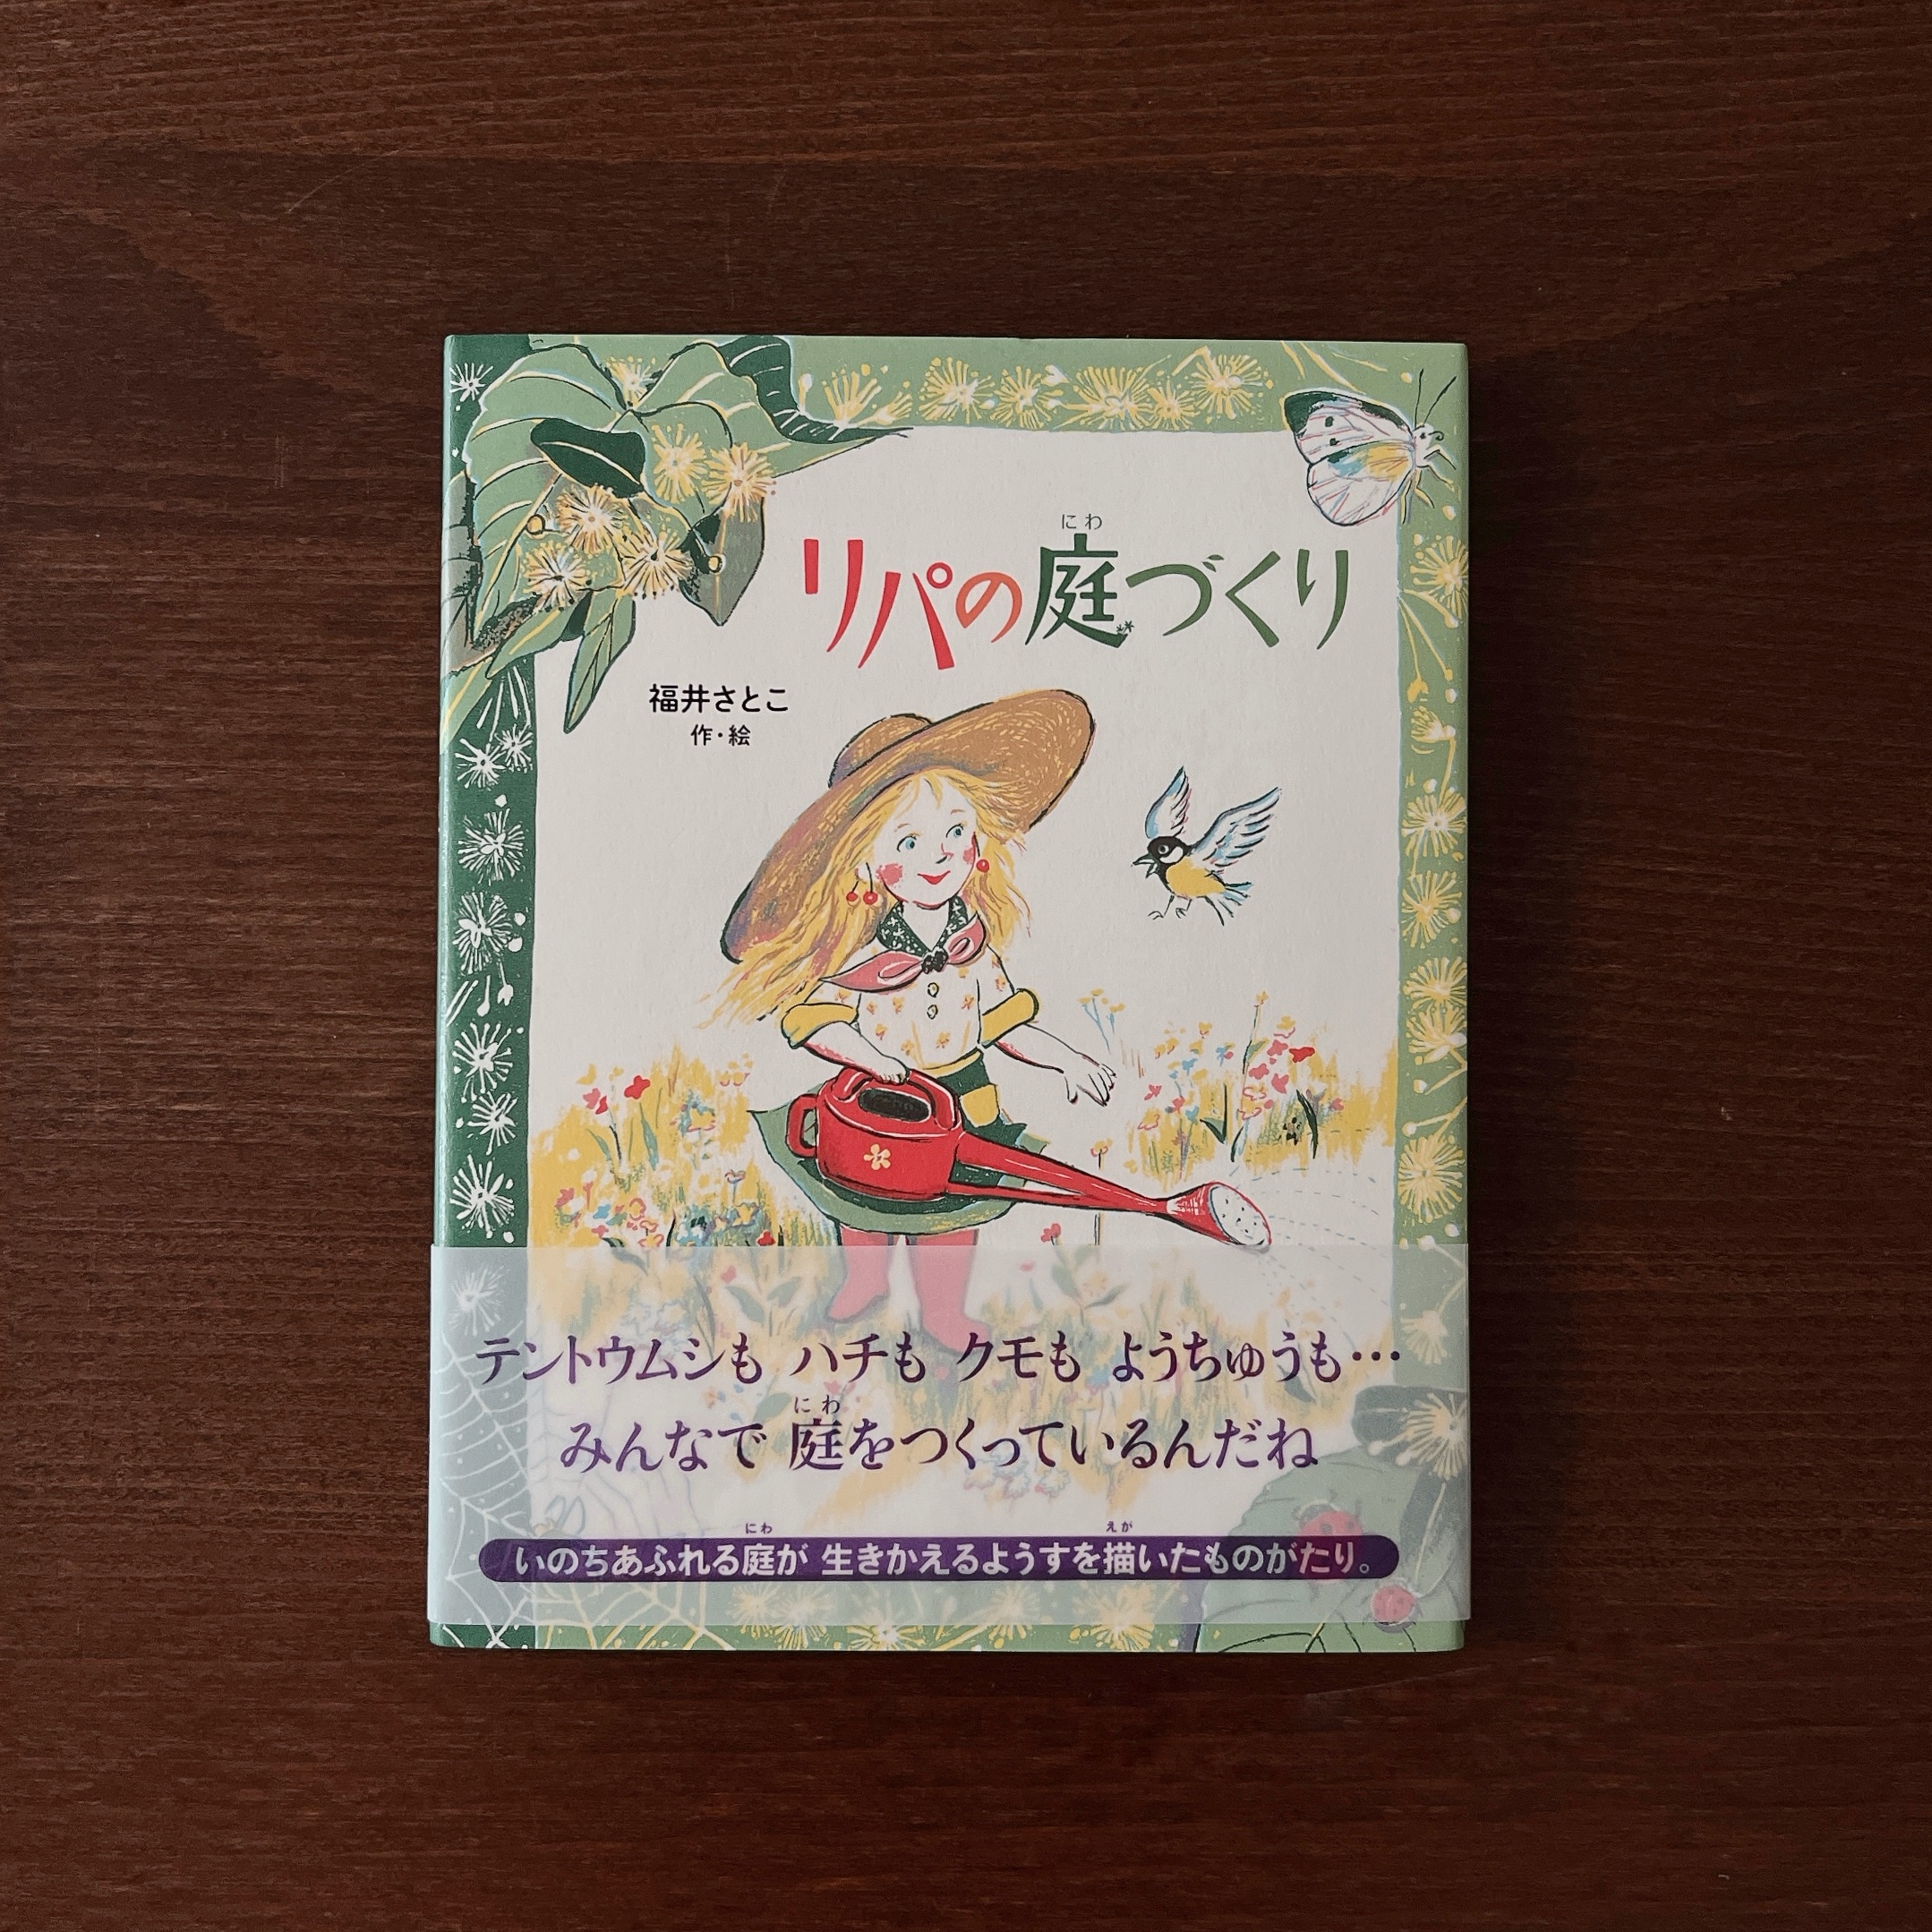 にわ
リパの庭づくり
福井さとこ
作・絵
テントウムシも ハチも クモも ようちゅうも…
にわ
みんなで 庭をつくっているんだね
にわ えが
いのちあふれる庭が 生きかえるようすを描いたものがたり。